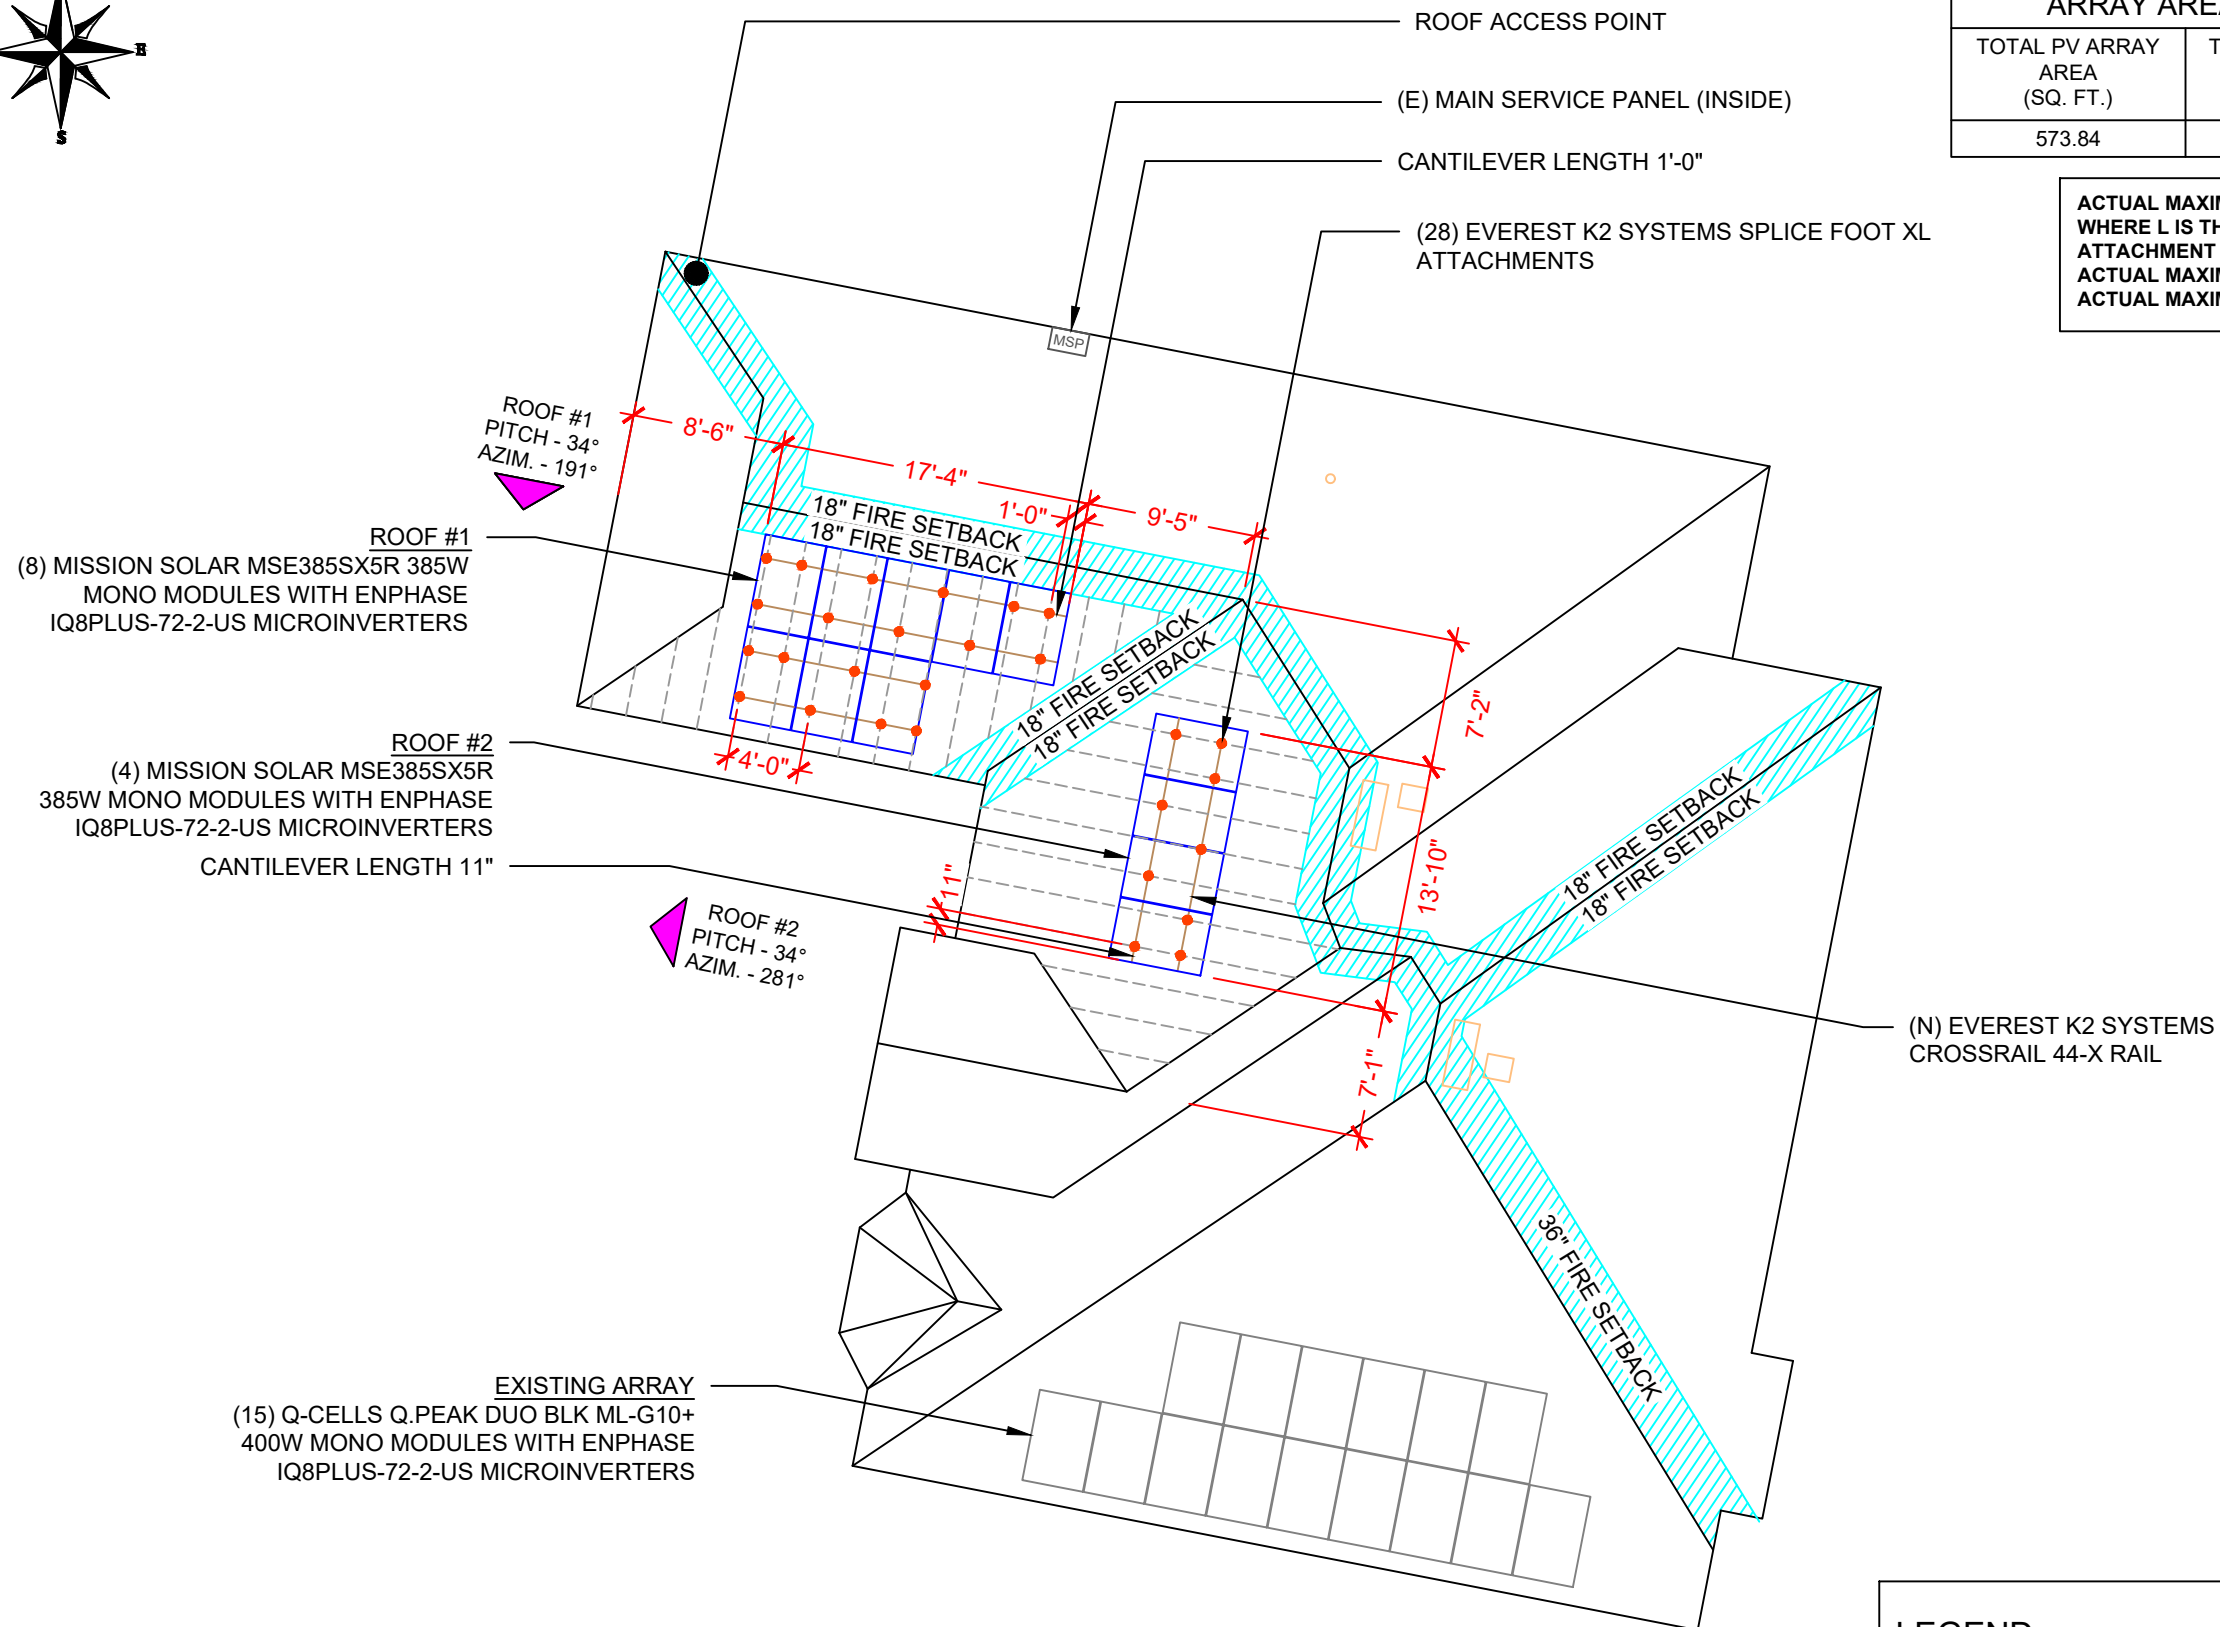 S
ROOF ACCESS POINT
(E) MAIN SERVICE PANEL (INSIDE)
CANTILEVER LENGTH 1'-0"
(28) EVEREST K2 SYSTEMS SPLICE FOOT XL
ATTACHMENTS
TOTAL PV ARRAY
AREA
(SQ. FT.)
573.84
WHERE L IS
ATTACHMENT
ACTUAL
ACTUAL
MSP
ROOF #1
PITCH - 34°
AZIM. - 191°
8'-6"
17'-4"
1'-0"
9'-5"
18" FIRE SETBACK
18" FIRE SETBACK
ROOF #1
(8) MISSION SOLAR MSE385SX5R 385W
MONO MODULES WITH ENPHASE
IQ8PLUS-72-2-US MICROINVERTERS
18" FIRE SETBACK
18" FIRE SETBACK
7'-2"
4'-0"
ROOF #2
(4) MISSION SOLAR MSE385SX5R
385W MONO MODULES WITH ENPHASE
IQ8PLUS-72-2-US MICROINVERTERS
CANTILEVER LENGTH 11"
11"
13'-10"
18" FIRE SETBACK
18" FIRE SETBACK
ROOF #2
PITCH - 34°
AZIM. - 281°
(N) EVEREST K2 SYSTEMS
CROSSRAIL 44-X RAIL
7'-1"
36" FIRE SETBACK
EXISTING ARRAY
(15) Q-CELLS Q.PEAK DUO BLK ML-G10+
400W MONO MODULES WITH ENPHASE
IQ8PLUS-72-2-US MICROINVERTERS